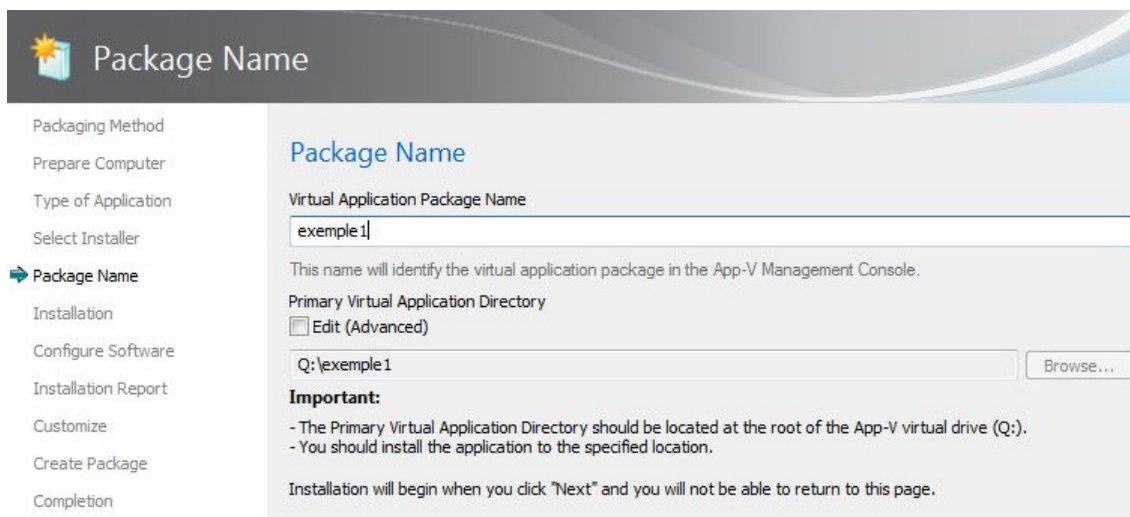 Package Name
Packaging Method
Prepare Computer
Type of Application
Select Installer
Package Name
Installation
Configure Software
Installation Report
Customize
Create Package
Completion
Package Name
Virtual Application Package Name
exemple1
This name will identify the virtual application package in the App-V Management Console.
Primary Virtual Application Directory
Edit (Advanced)
Q:\exemple1
Browse...
Important:
- The Primary Virtual Application Directory should be located at the root of the App-V virtual drive (Q:).
- You should install the application to the specified location.
Installation will begin when you click "Next" and you will not be able to return to this page.